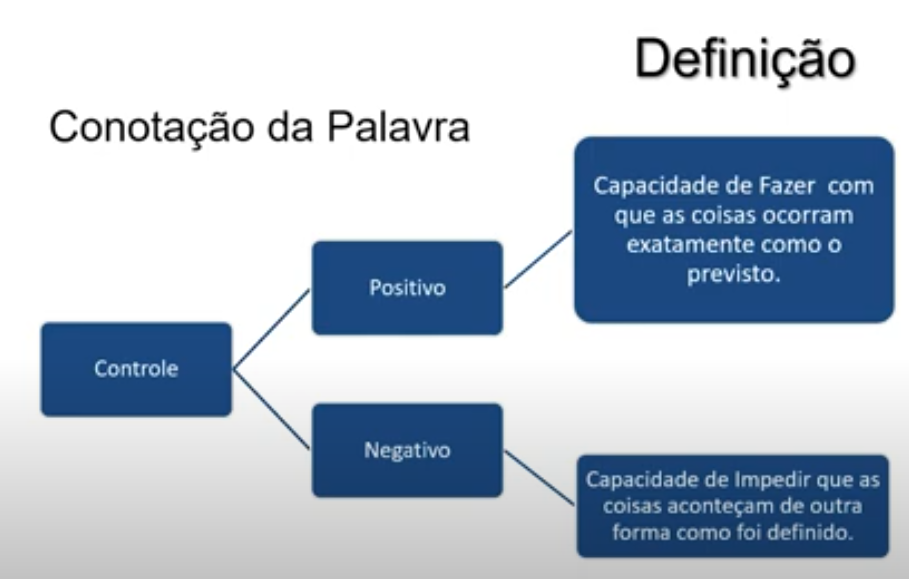 Definição
Conotação da Palavra
Capacidade de Fazer com
que as coisas ocorram
exatamente como o
previsto.
Positivo
Controle
Negativo
Capacidade de Impedir que as
coisas aconteçam de outra
forma como foi definido.